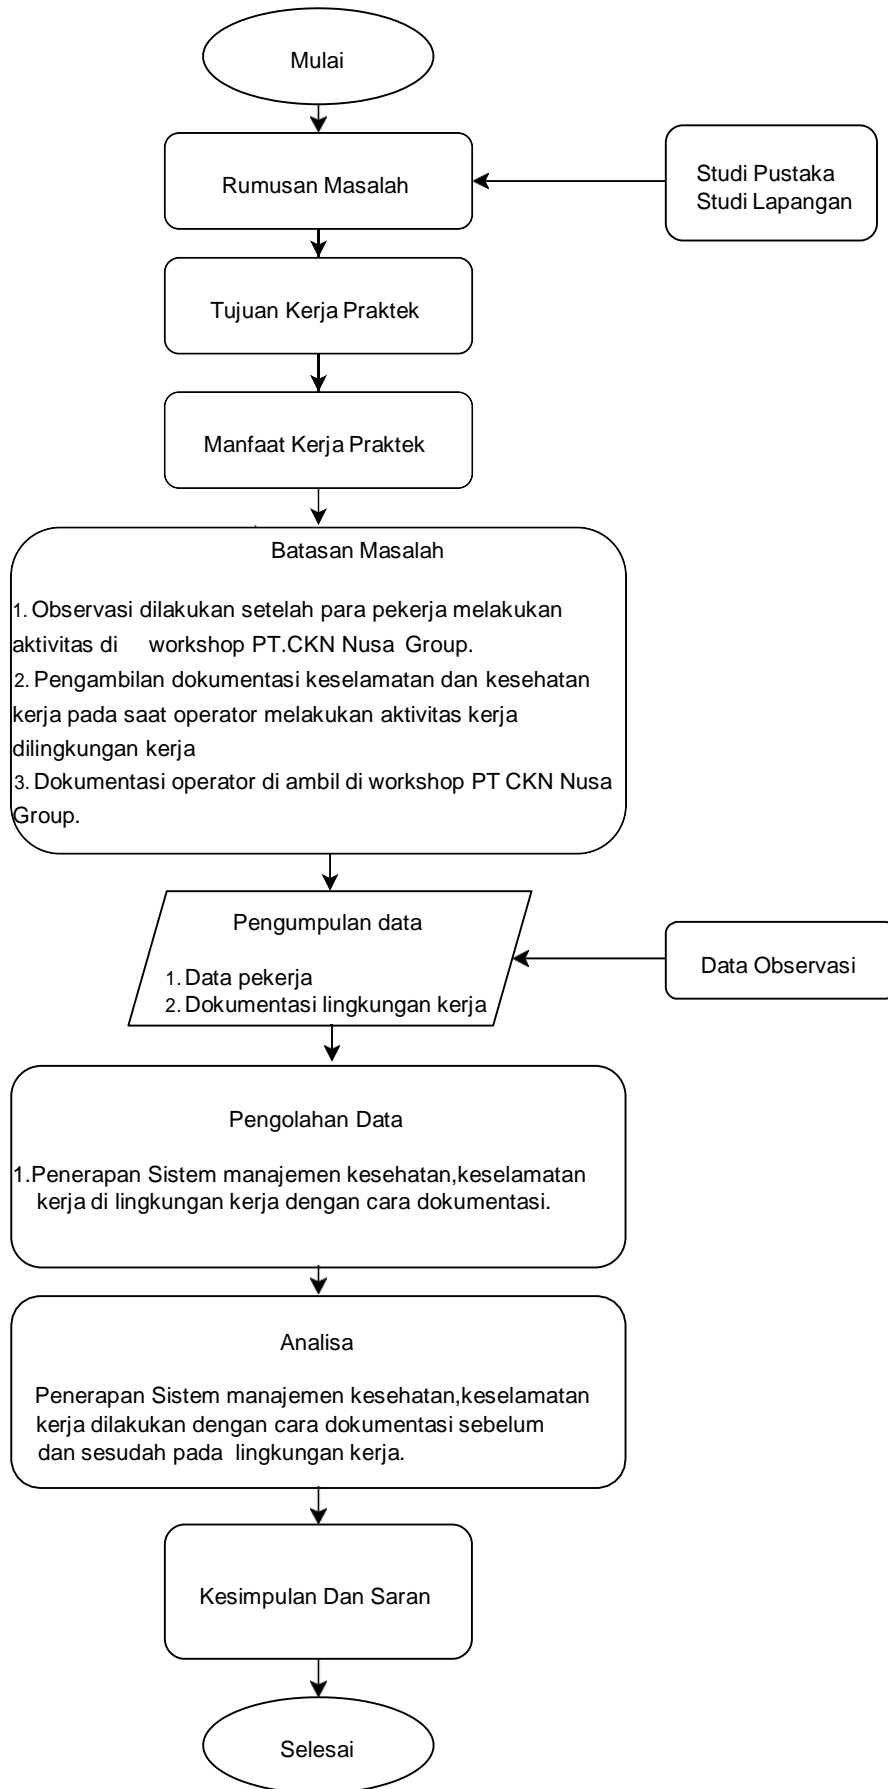 Mulai
Rumusan Masalah
Studi Pustaka
Studi Lapangan
Tujuan Kerja Praktek
Manfaat Kerja Praktek
Batasan Masalah
1. Observasi dilakukan setelah para pekerja melakukan
aktivitas di workshop PT.CKN Nusa Group.
2. Pengambilan dokumentasi keselamatan dan kesehatan
kerja pada saat operator melakukan aktivitas kerja
dilingkungan kerja
3. Dokumentasi operator di ambil di workshop PT CKN Nusa
Group.
Pengumpulan data
1. Data pekerja
2. Dokumentasi lingkungan kerja
Data Observasi
Pengolahan Data
1.Penerapan Sistem manajemen kesehatan,keselamatan
kerja di lingkungan kerja dengan cara dokumentasi.
Analisa
Penerapan Sistem manajemen kesehatan,keselamatan
kerja dilakukan dengan cara dokumentasi sebelum
dan sesudah pada lingkungan kerja.
Kesimpulan Dan Saran
Selesai